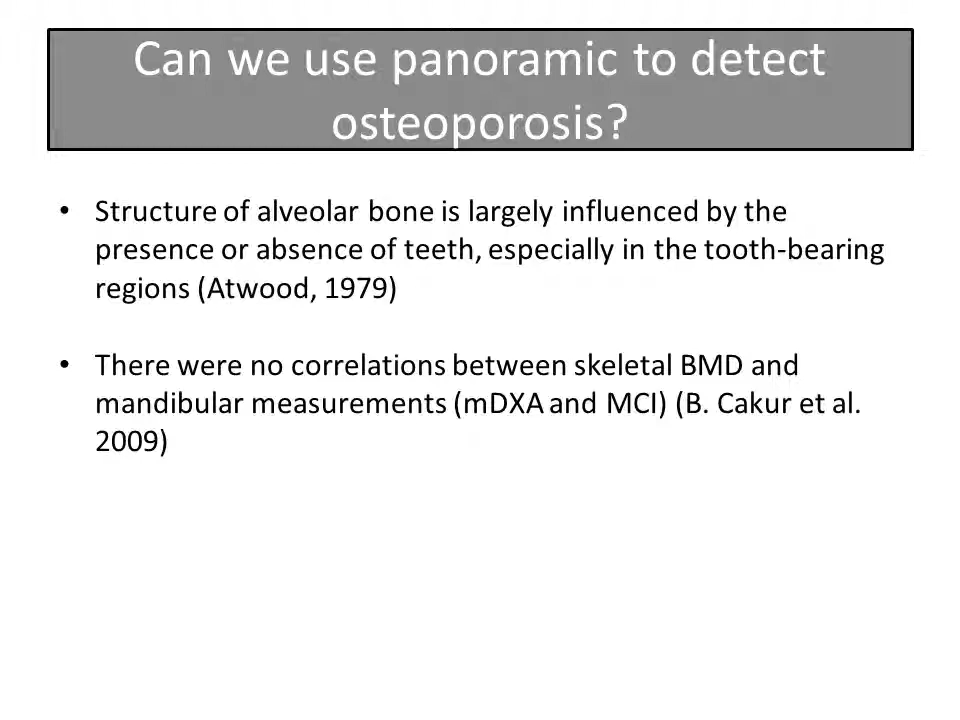 Can we use panoramic to detect
osteoporosis?
• Structure of alveolar bone is largely influenced by the
presence or absence of teeth, especially in the tooth-bearing
regions (Atwood, 1979)
• There were no correlations between skeletal BMD and
mandibular measurements (mDXA and MCI) (B. Cakur et al.
2009)